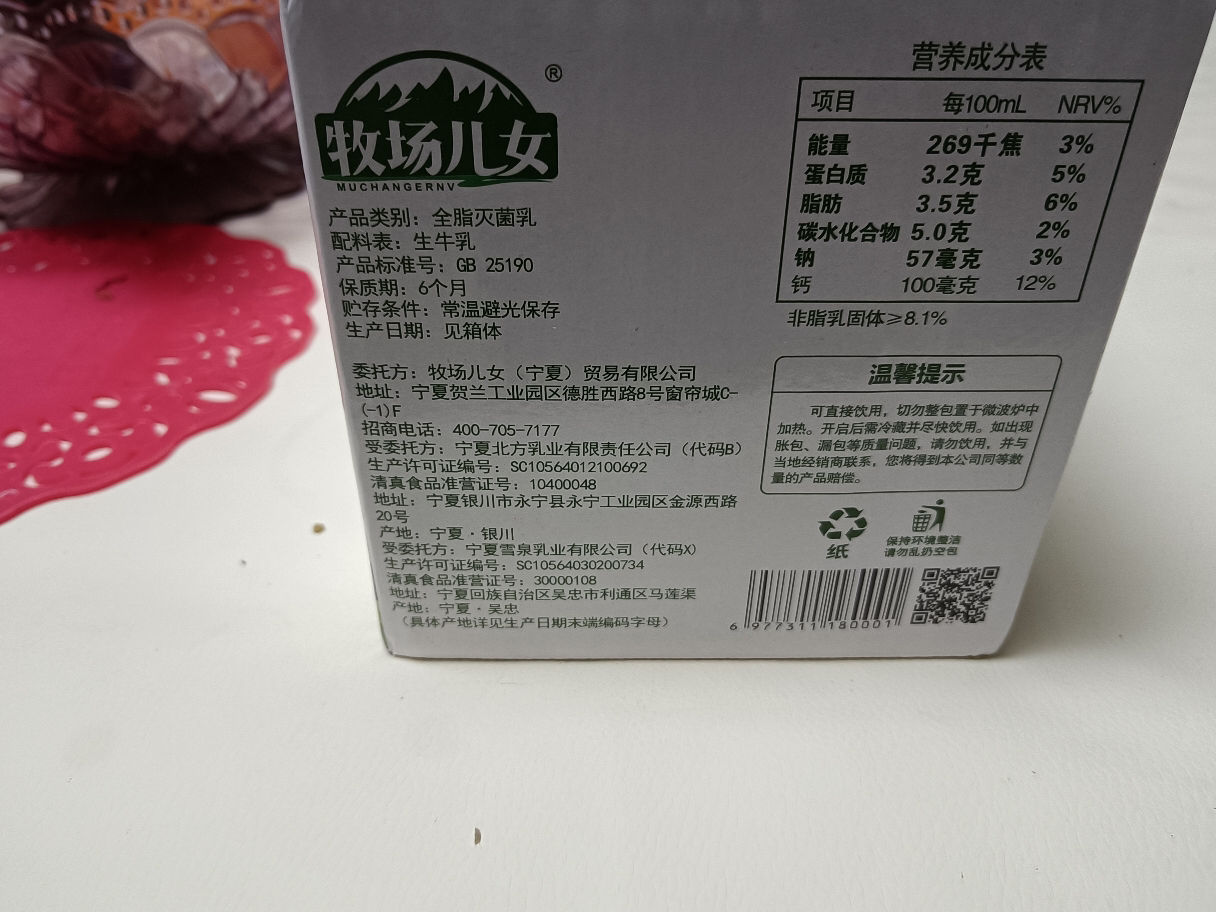 牧场儿女®
MUCHANGERNV
产品类别：全脂灭菌乳
配料表：生牛乳
产品标准号：GB 25190
保质期：6个月
贮存条件：常温避光保存
生产日期：见箱体
委托方：牧场儿女（宁夏）贸易有限公司
地址：宁夏贺兰工业园区德胜西路8号窗帘城C-
(-1)F
招商电话：400-705-7177
受委托方：宁夏北方乳业有限责任公司（代码B）
生产许可证编号：SC10564012100692
清真食品准营证号：10400048
地址：宁夏银川市永宁县永宁工业园区金源西路
20号
产地：宁夏·银川
受委托方：宁夏雪泉乳业有限公司（代码X）
生产许可证编号：SC10564030200734
清真食品准营证号：30000108
地址：宁夏回族自治区吴忠市利通区马莲渠
产地：宁夏·吴忠
（具体产地详见生产日期末端编码字母）
营养成分表
项目 每100mL NRV%
能量 269千焦 3%
蛋白质 3.2克 5%
脂肪 3.5克 6%
碳水化合物 5.0克 2%
钠 57毫克 3%
钙 100毫克 12%
非脂乳固体≥8.1%
温馨提示
可直接饮用，切勿整包置于微波炉中
加热。开启后需冷藏并尽快饮用。如出现
胀包、漏包等质量问题，请勿饮用，并与
当地经销商联系，您将得到本公司同等数
量的产品赔偿。
纸
保持环境整洁
请勿乱扔空包
6 977311 180001